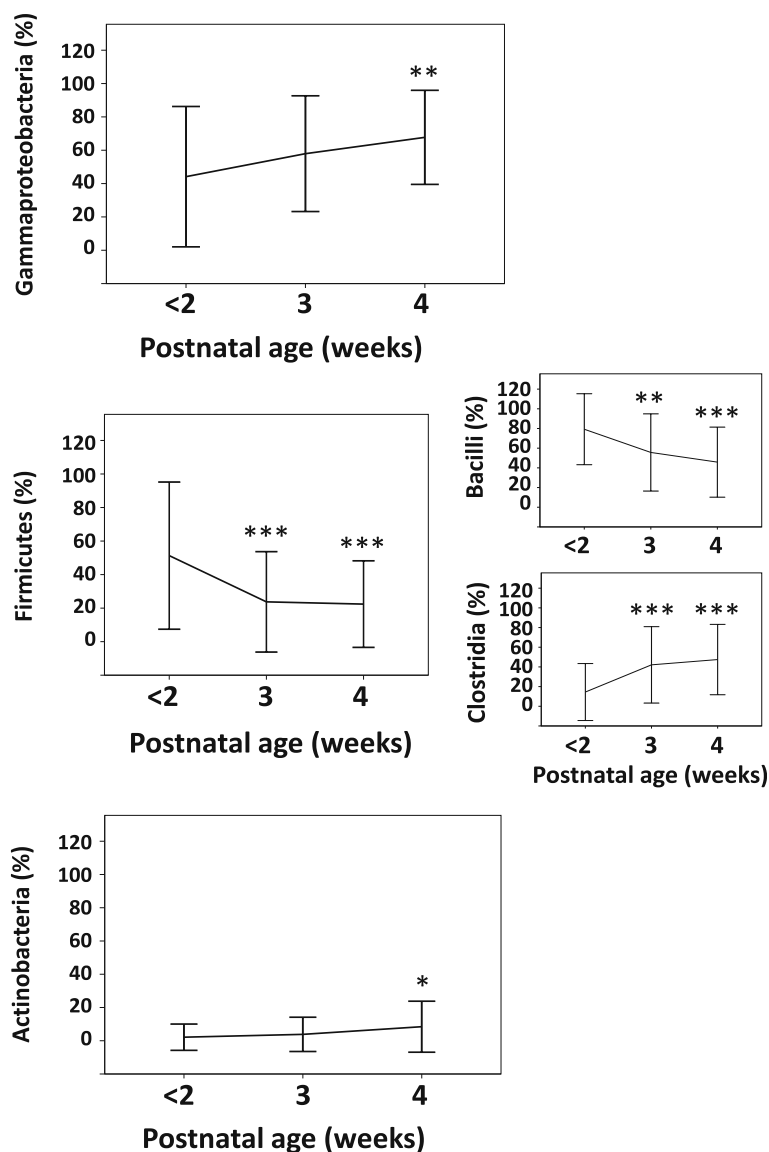 Gammaproteobacteria (%)
120
100
80
60
40
20
0
**
<2 3 4
Postnatal age (weeks)
Firmicutes (%)
120
100
80
60
40
20
0
*** ***
<2 3 4
Postnatal age (weeks)
Bacilli (%)
120
100
80
60
40
20
0
** ***
<2 3 4
Clostridia (%)
120
100
80
60
40
20
0
*** ***
<2 3 4
Postnatal age (weeks)
Actinobacteria (%)
120
100
80
60
40
20
0
*
<2 3 4
Postnatal age (weeks)